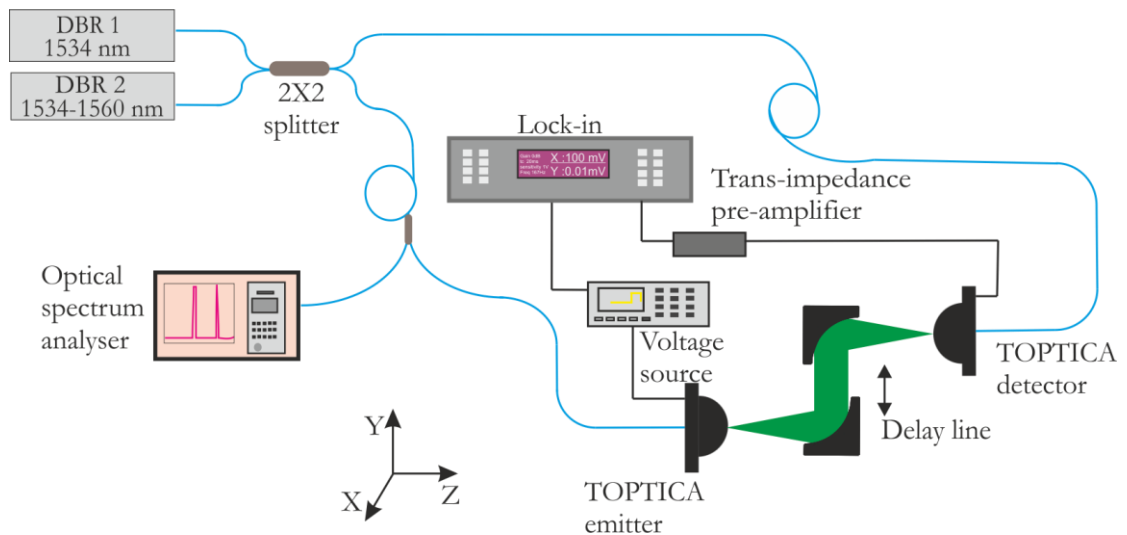 DBR 1
1534 nm
DBR 2
1534-1560 nm
2X2
splitter
Lock-in
X :100 mV
Y :0.01mV
Trans-impedance
pre-amplifier
Optical
spectrum
analyser
Voltage
source
TOPTICA
detector
Delay line
Y
X
Z
TOPTICA
emitter